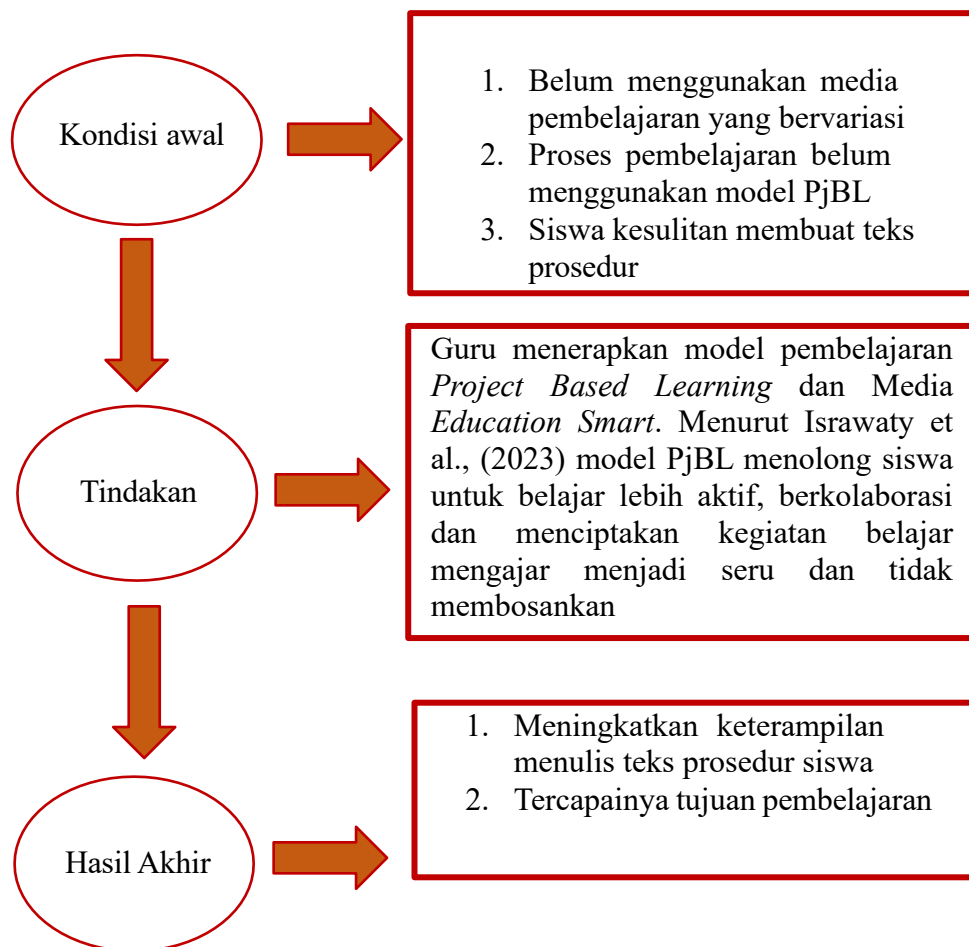 Kondisi awal
1. Belum menggunakan media
pembelajaran yang bervariasi
2. Proses pembelajaran belum
menggunakan model PjBL
3. Siswa kesulitan membuat teks
prosedur
Tindakan
Guru menerapkan model pembelajaran
Project Based Learning dan Media
Education Smart. Menurut Israwaty et
al., (2023) model PjBL menolong siswa
untuk belajar lebih aktif, berkolaborasi
dan menciptakan kegiatan belajar
mengajar menjadi seru dan tidak
membosankan
Hasil Akhir
1. Meningkatkan keterampilan
menulis teks prosedur siswa
2. Tercapainya tujuan pembelajaran